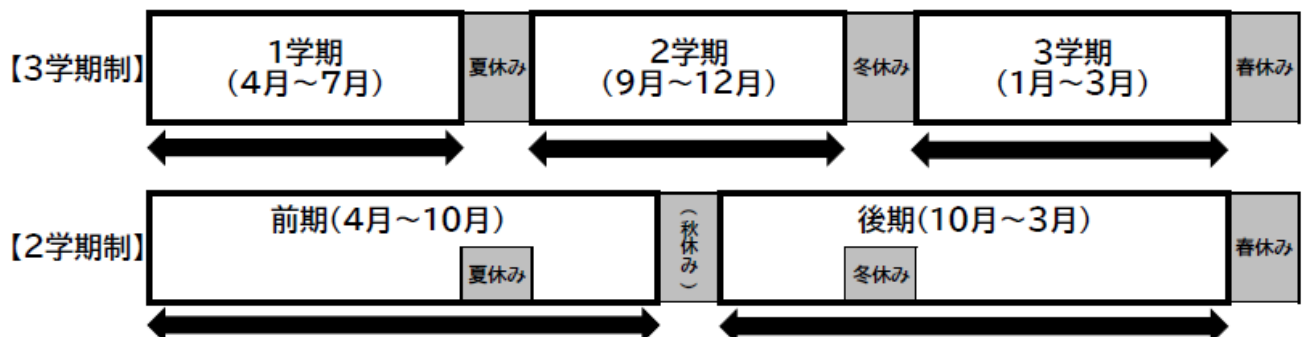 【3学期制】
1学期
(4月～7月)
夏休み
2学期
(9月～12月)
冬休み
3学期
(1月～3月)
春休み
【2学期制】
前期(4月～10月)
夏休み
(秋休み)
後期(10月～3月)
冬休み
春休み